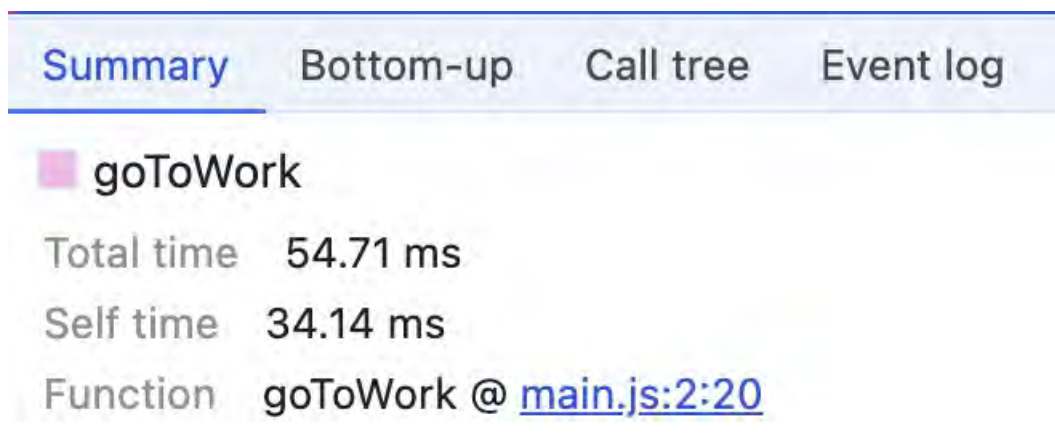 Summary Bottom-up Call tree Event log
goToWork
Total time 54.71 ms
Self time 34.14 ms
Function goToWork @ main.js:2:20